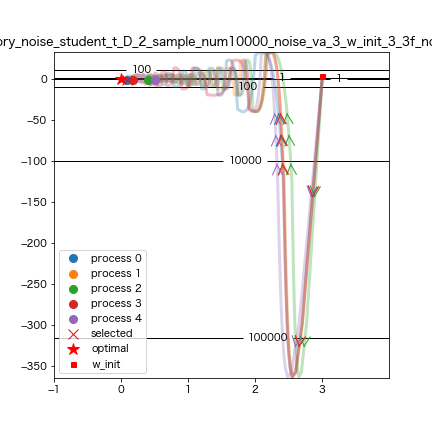 ory_noise_student_t_D_2_sample_num10000_noise_va_3_w_init_3_3f_no
100
1
1
100
10000
100000
0
−50
−100
−150
−200
−250
−300
−350
process 0
process 1
process 2
process 3
process 4
selected
optimal
w_init
−1 0 1 2 3